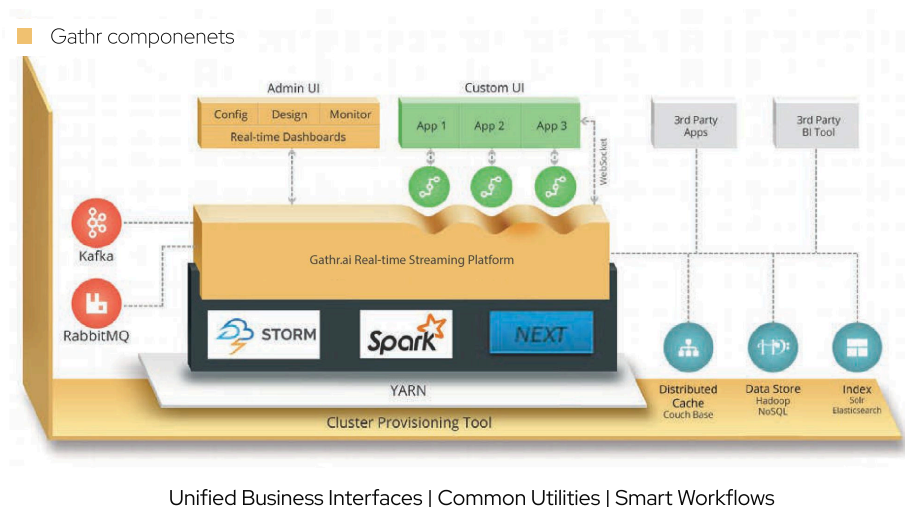 Gathr componenets
Admin UI
Config Design Monitor
Real-time Dashboards
Custom UI
App 1 App 2 App 3
WebSocket
3rd Party
Apps
3rd Party
BI Tool
Kafka
RabbitMQ
Gathr.ai Real-time Streaming Platform
STORM
Spark
NEXT
YARN
Cluster Provisioning Tool
Distributed
Cache
Couch Base
Data Store
Hadoop
NoSQL
Index
Solr
Elasticsearch
Unified Business Interfaces | Common Utilities | Smart Workflows